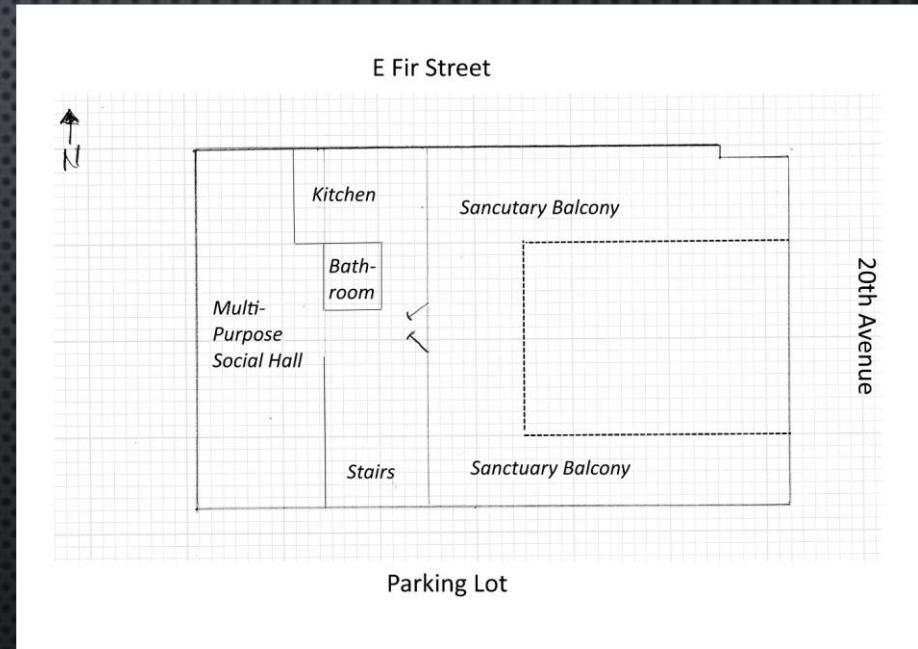 E Fir Street
N
Kitchen
Sancutary Balcony
Bath-
room
Multi-
Purpose
Social Hall
20th Avenue
Stairs
Sanctuary Balcony
Parking Lot